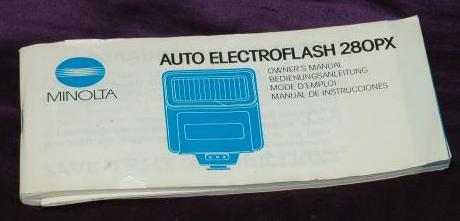 AUTO ELECTROFLASH 280PX
OWNER'S MANUAL
BEDIENUNGSANLEITUNG
MODE D'EMPLOI
MANUAL DE INSTRUCCIONES
MINOLTA